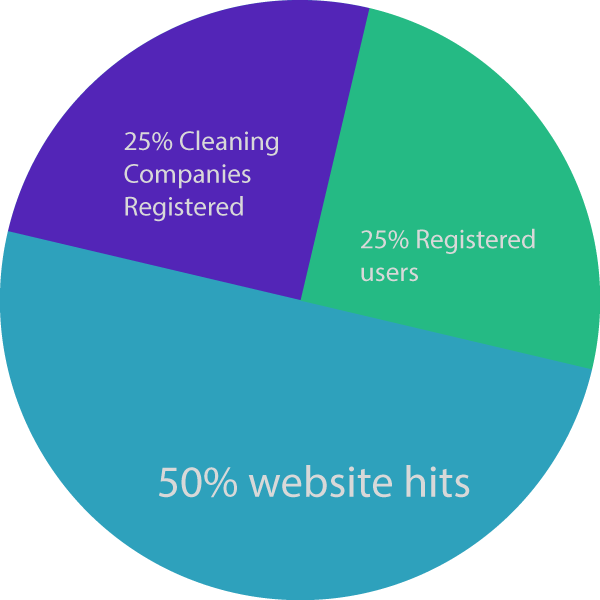 25% Cleaning
Companies
Registered
25% Registered
users
50% website hits